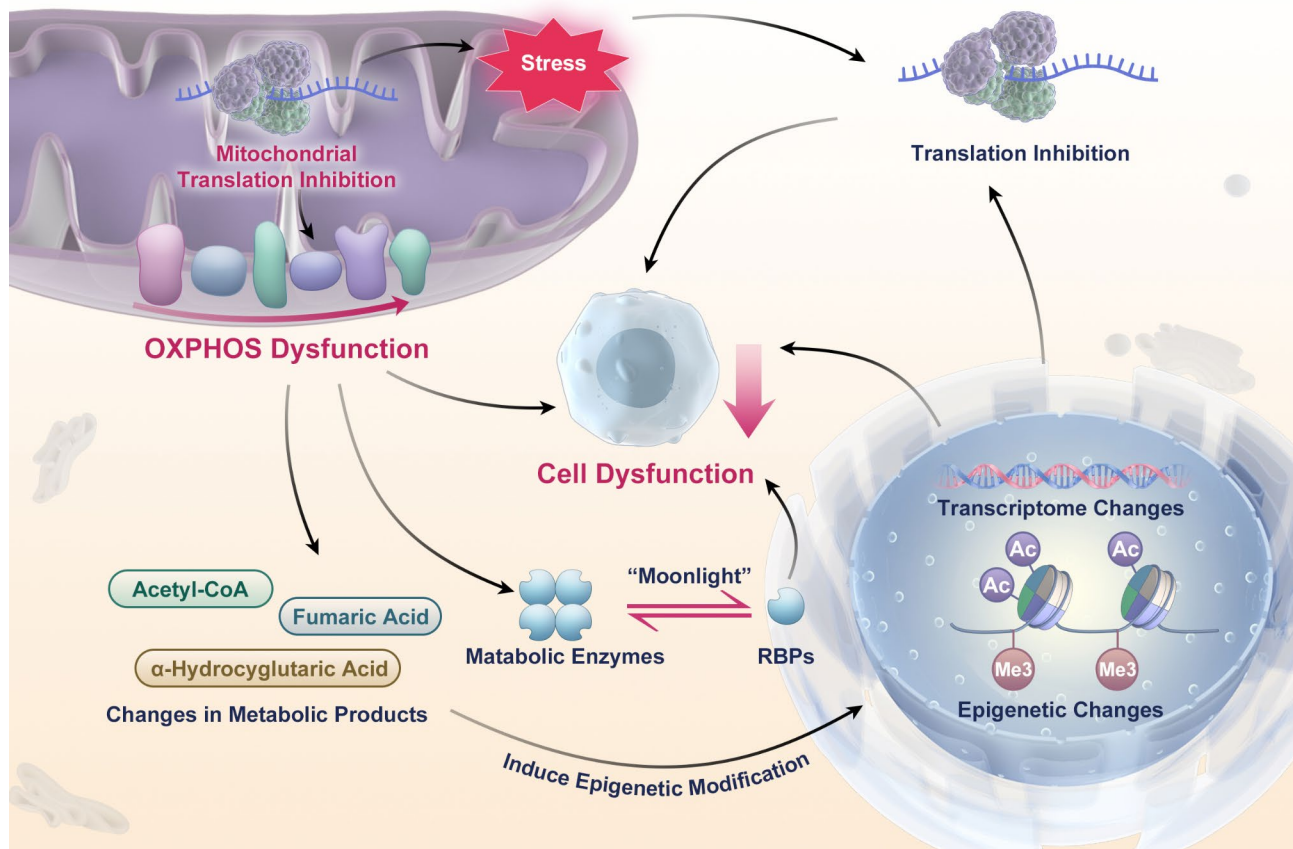 Stress
Mitochondrial
Translation Inhibition
Translation Inhibition
OXPHOS Dysfunction
Cell Dysfunction
Transcriptome Changes
Ac
Ac
Ac
Me3
Me3
Epigenetic Changes
Acetyl-CoA
Fumaric Acid
α-Hydrocyglutaric Acid
Changes in Metabolic Products
"Moonlight"
Matabolic Enzymes
RBPs
Induce Epigenetic Modification